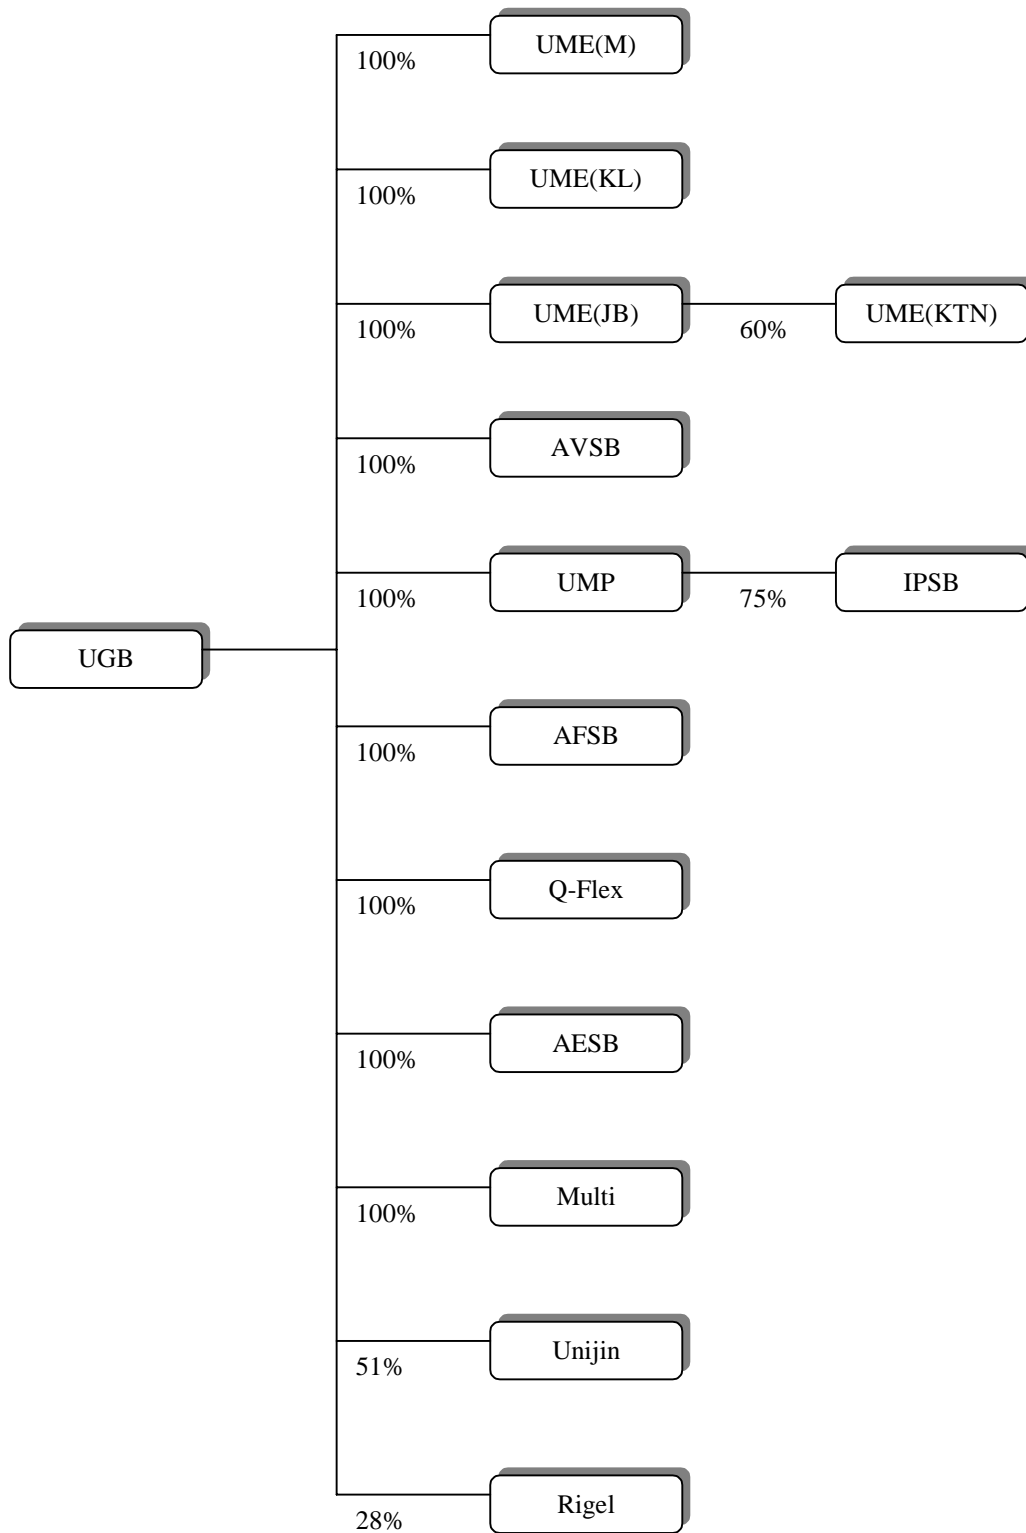 UME(M)
100%
UME(KL)
100%
UME(JB)
UME(KTN)
100%
60%
AVSB
100%
UMP
IPSB
100%
75%
UGB
AFSB
100%
Q-Flex
100%
AESB
100%
Multi
100%
Unijin
51%
Rigel
28%